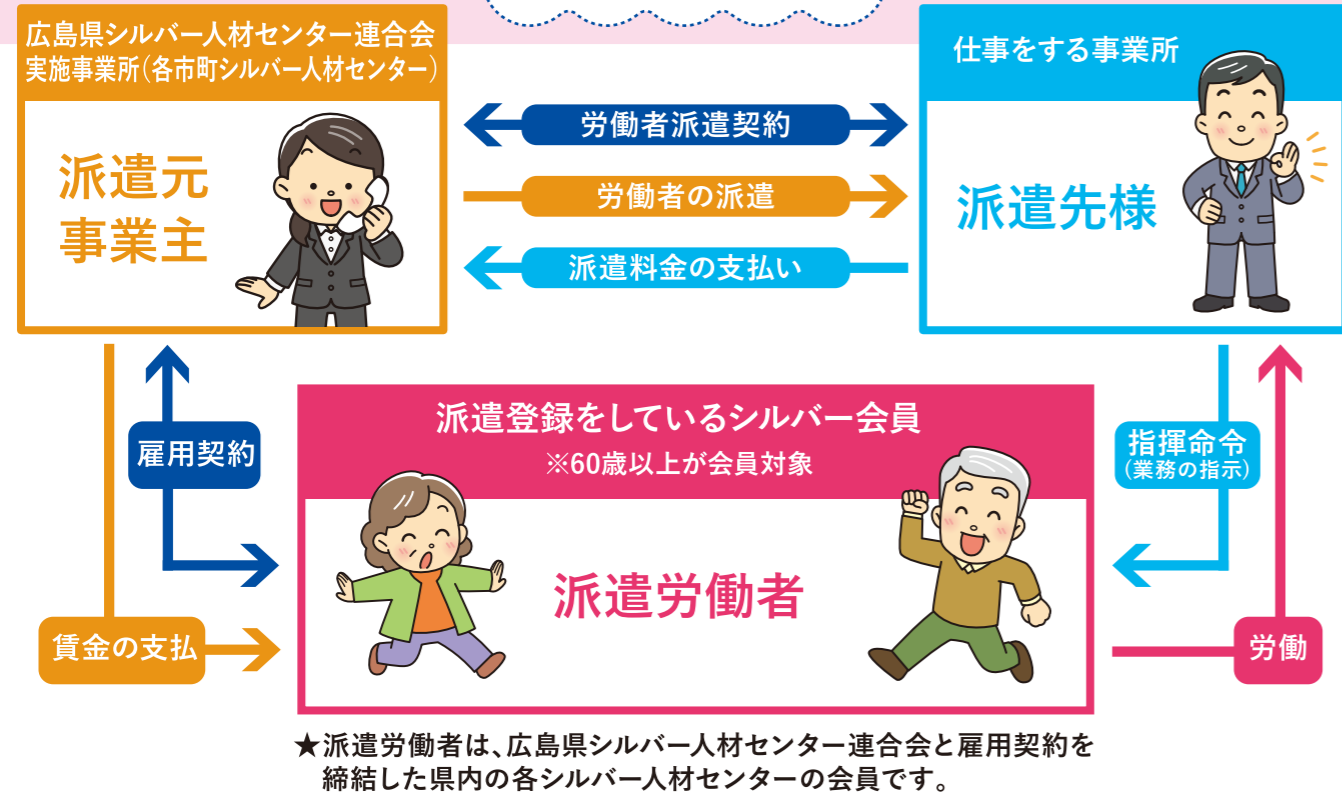 広島県シルバー人材センター連合会
実施事業所(各市町シルバー人材センター)
派遣元
事業主
仕事をする事業所
派遣先様
労働者派遣契約
労働者の派遣
派遣料金の支払い
雇用契約
賃金の支払
派遣登録をしているシルバー会員
※60歳以上が会員対象
派遣労働者
指揮命令
(業務の指示)
労働
★派遣労働者は、広島県シルバー人材センター連合会と雇用契約を
締結した県内の各シルバー人材センターの会員です。